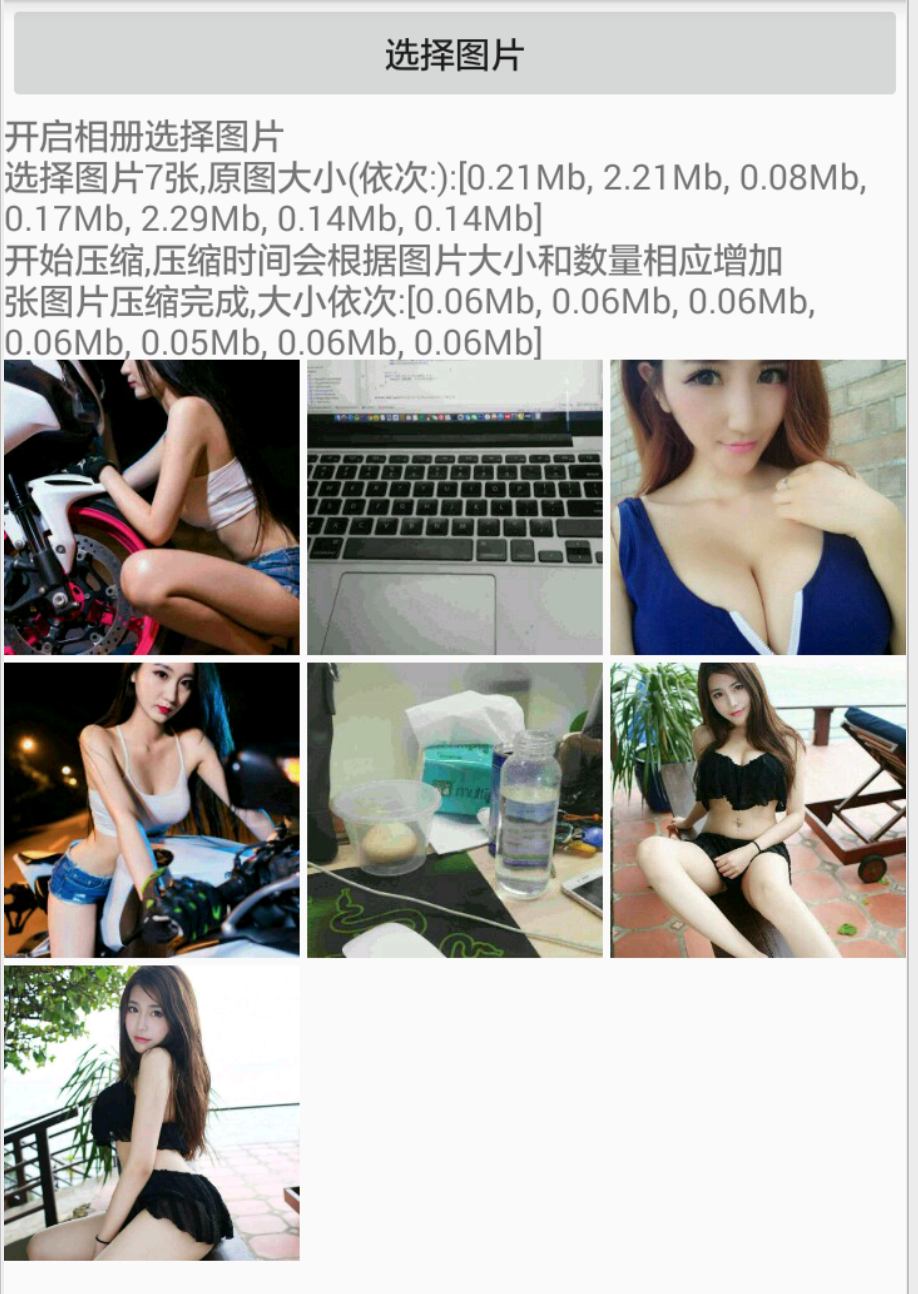 选择图片
开启相册选择图片
选择图片7张,原图大小(依次:):[0.21Mb, 2.21Mb, 0.08Mb,
0.17Mb, 2.29Mb, 0.14Mb, 0.14Mb]
开始压缩,压缩时间会根据图片大小和数量相应增加
张图片压缩完成,大小依次:[0.06Mb, 0.06Mb, 0.06Mb,
0.06Mb, 0.05Mb, 0.06Mb, 0.06Mb]